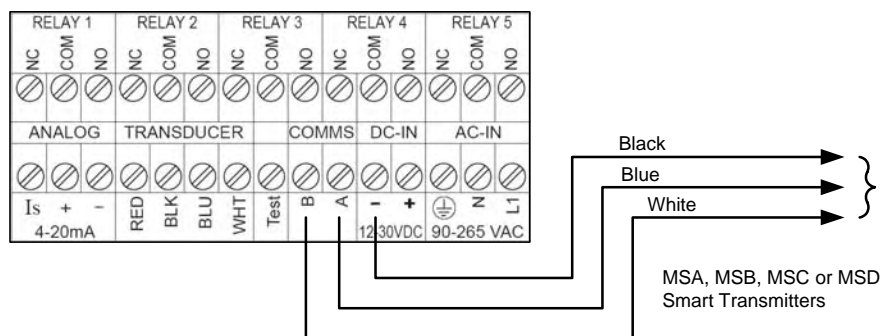 RELAY 1 RELAY 2 RELAY 3 RELAY 4 RELAY 5
NC COM NO NC COM NO NC COM NO NC COM NO NC COM NO
ANALOG TRANSDUCER COMMS DC-IN AC-IN
Is + − RED BLK BLU WHT Test B A − + N L1
4-20mA 12-30VDC 90-265 VAC
Black
Blue
White
MSA, MSB, MSC or MSD
Smart Transmitters